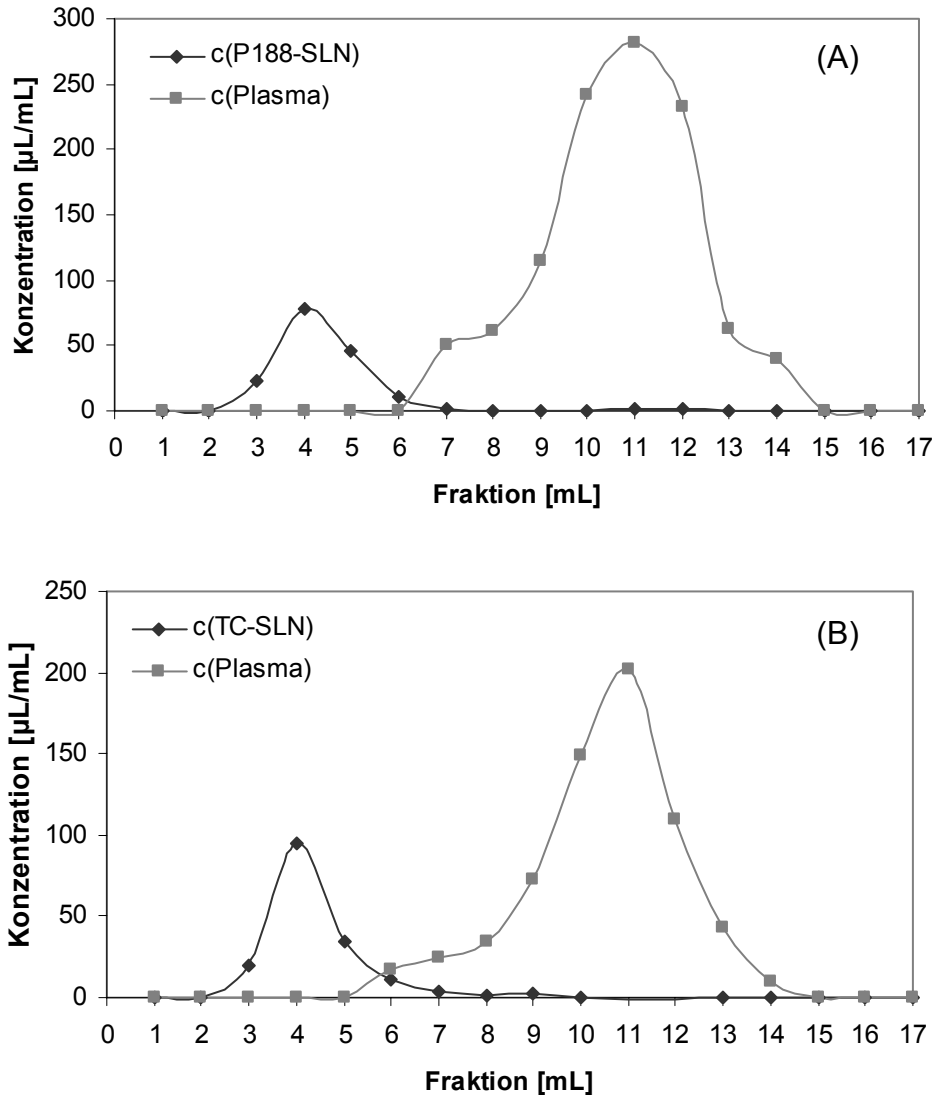 300
250
200
150
100
50
0
Konzentration [µL/mL]
c(P188-SLN)
c(Plasma)
(A)
0 1 2 3 4 5 6 7 8 9 10 11 12 13 14 15 16 17
Fraktion [mL]
250
200
150
100
50
0
Konzentration [µL/mL]
c(TC-SLN)
c(Plasma)
(B)
0 1 2 3 4 5 6 7 8 9 10 11 12 13 14 15 16 17
Fraktion [mL]